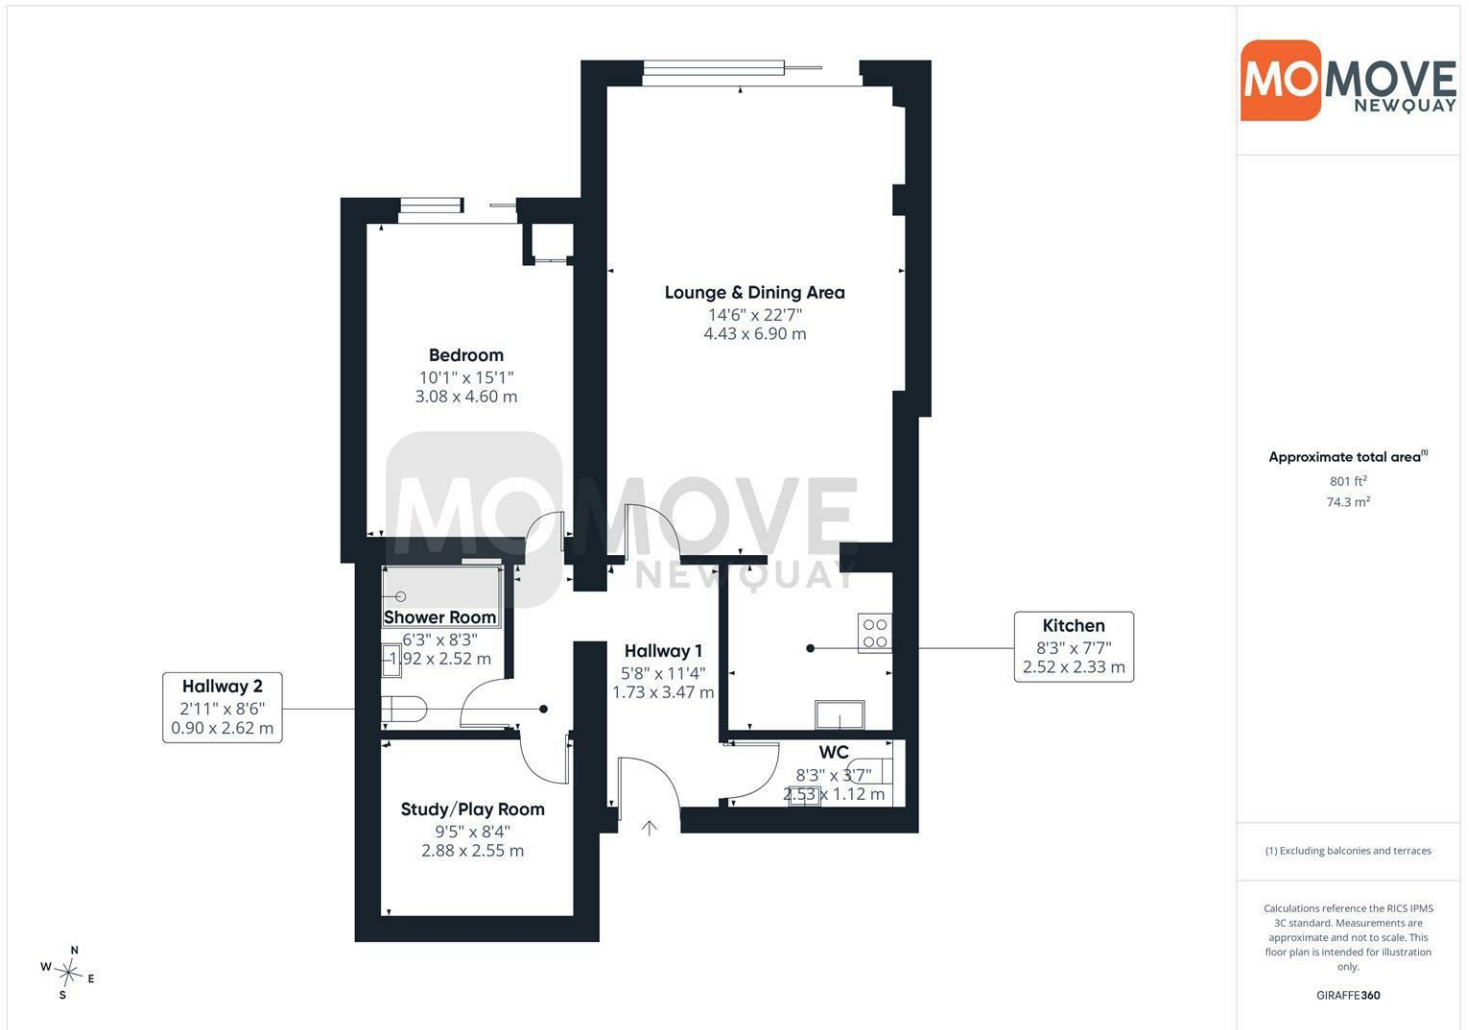 MOMOVE
NEWQUAY
Lounge & Dining Area
14'6" x 22'7"
4.43 x 6.90 m
Bedroom
10'1" x 15'1"
3.08 x 4.60 m
MOMOVE
NEWQUAY
Shower Room
6'3" x 8'3"
1.92 x 2.52 m
Hallway 1
5'8" x 11'4"
1.73 x 3.47 m
Kitchen
8'3" x 7'7"
2.52 x 2.33 m
Hallway 2
2'11" x 8'6"
0.90 x 2.62 m
WC
8'3" x 3'7"
2.53 x 1.12 m
Study/Play Room
9'5" x 8'4"
2.88 x 2.55 m
N
W
E
S
Approximate total area(1)
801 ft²
74.3 m²
(1) Excluding balconies and terraces
Calculations reference the RICS IPMS
3C standard. Measurements are
approximate and not to scale. This
floor plan is intended for illustration
only.
GIRAFFE360